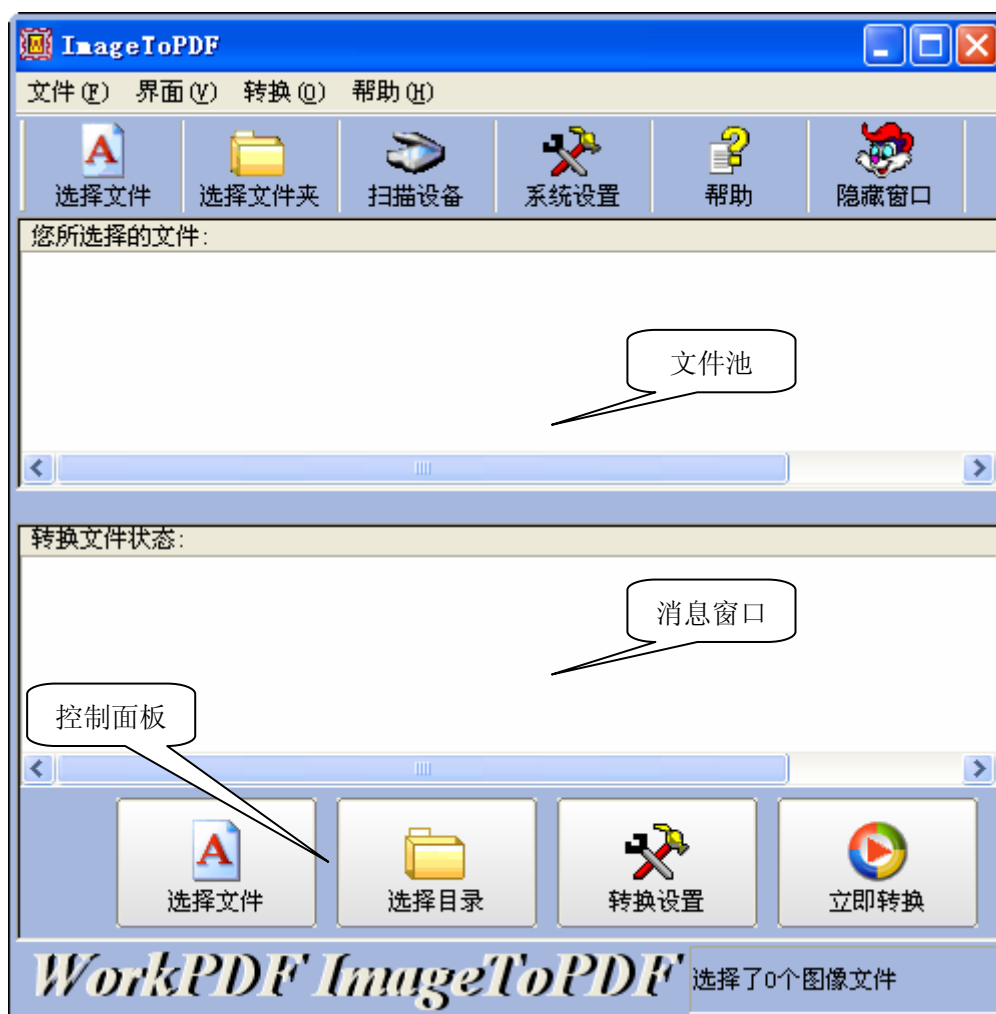 ImageToPDF
文件(F) 界面(V) 转换(O) 帮助(H)
选择文件 选择文件夹 扫描设备 系统设置 帮助 隐藏窗口
您所选择的文件:
文件池
转换文件状态:
消息窗口
控制面板
选择文件 选择目录 转换设置 立即转换
WorkPDF ImageToPDF 选择了0个图像文件